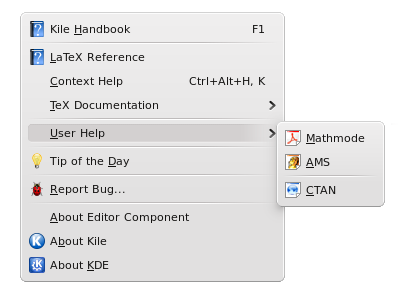 Kile Handbook F1
LaTeX Reference
Context Help Ctrl+Alt+H, K
TeX Documentation
User Help
Tip of the Day
Report Bug...
About Editor Component
About Kile
About KDE
Mathmode
AMS
CTAN